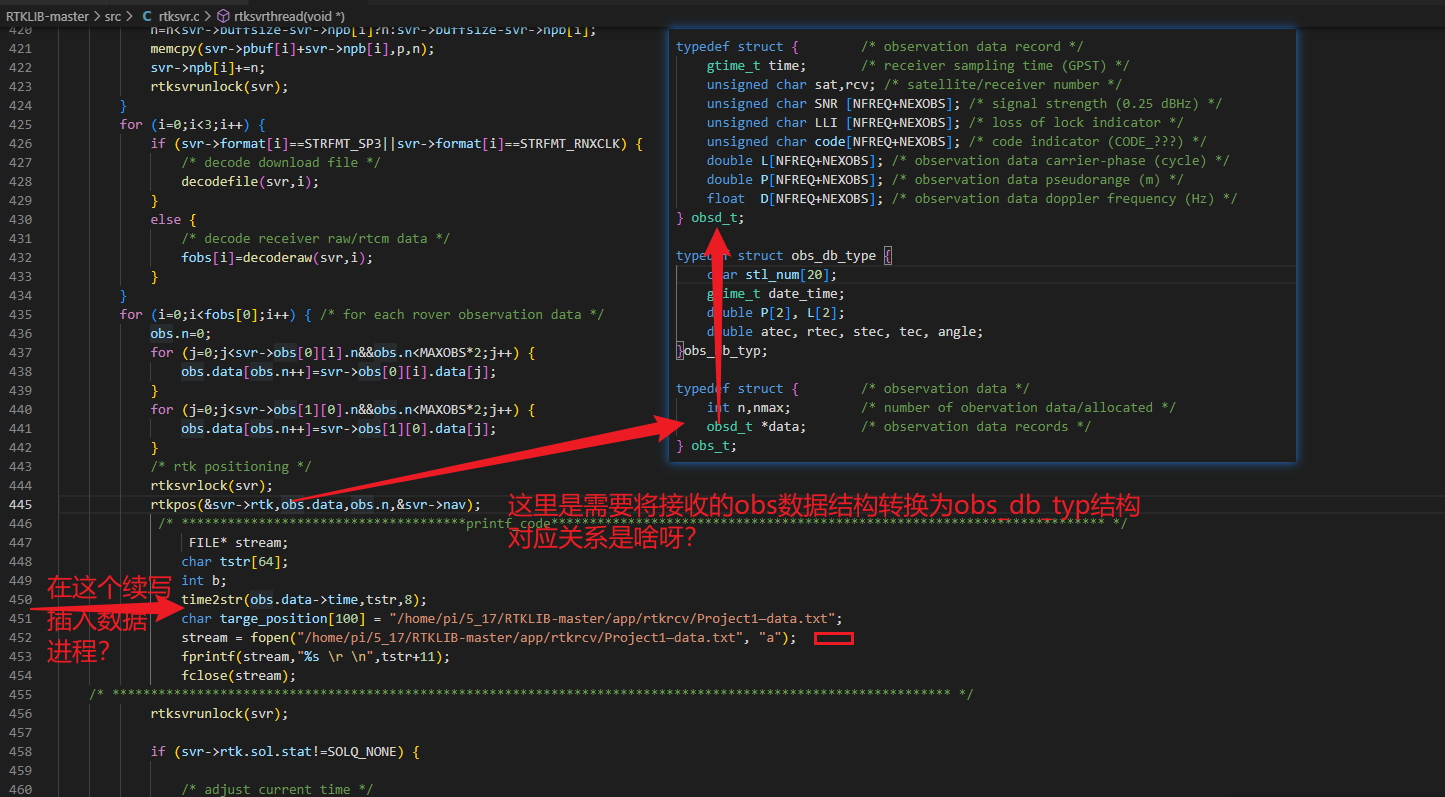 RTKLIB-master > src > C rtksvr.c > rtksvrthread(void *)
420 n=n<svr->buffsize-svr->npb[i]?n:svr->buffsize-svr->npb[i];
421 memcpy(svr->pbuf[i]+svr->npb[i],p,n);
422 svr->npb[i]+=n;
423 rtksvrunlock(svr);
424 }
425 for (i=0;i<3;i++) {
426 if (svr->format[i]==STRFMT_SP3||svr->format[i]==STRFMT_RNXCLK) {
427 /* decode download file */
428 decodefile(svr,i);
429 }
430 else {
431 /* decode receiver raw/rtcm data */
432 fobs[i]=decoderaw(svr,i);
433 }
434 }
435 for (i=0;i<fobs[0];i++) { /* for each rover observation data */
436 obs.n=0;
437 for (j=0;j<svr->obs[0][i].n&&obs.n<MAXOBS*2;j++) {
438 obs.data[obs.n++]=svr->obs[0][i].data[j];
439 }
440 for (j=0;j<svr->obs[1][0].n&&obs.n<MAXOBS*2;j++) {
441 obs.data[obs.n++]=svr->obs[1][0].data[j];
442 }
443 /* rtk positioning */
444 rtksvrlock(svr);
445 rtkpos(&svr->rtk,obs.data,obs.n,&svr->nav);
446 /* *************************************printf_code************************************************************************ */
447 FILE* stream;
448 char tstr[64];
449 int b;
450 time2str(obs.data->time,tstr,8);
451 char targe_position[100] = "/home/pi/5_17/RTKLIB-master/app/rtkrcv/Project1—data.txt";
452 stream = fopen("/home/pi/5_17/RTKLIB-master/app/rtkrcv/Project1—data.txt", "a");
453 fprintf(stream,"%s \r \n",tstr+11);
454 fclose(stream);
455 /* ************************************************************************************************************* */
456 rtksvrunlock(svr);
457
458 if (svr->rtk.sol.stat!=SOLQ_NONE) {
459
460 /* adjust current time */
typedef struct { /* observation data record */
gtime_t time; /* receiver sampling time (GPST) */
unsigned char sat,rcv; /* satellite/receiver number */
unsigned char SNR [NFREQ+NEXOBS]; /* signal strength (0.25 dBHz) */
unsigned char LLI [NFREQ+NEXOBS]; /* loss of lock indicator */
unsigned char code[NFREQ+NEXOBS]; /* code indicator (CODE_???) */
double L[NFREQ+NEXOBS]; /* observation data carrier-phase (cycle) */
double P[NFREQ+NEXOBS]; /* observation data pseudorange (m) */
float D[NFREQ+NEXOBS]; /* observation data doppler frequency (Hz) */
} obsd_t;
typedef struct obs_db_type {
char stl_num[20];
gtime_t date_time;
double P[2], L[2];
double atec, rtec, stec, tec, angle;
}obs_db_typ;
typedef struct { /* observation data */
int n,nmax; /* number of obervation data/allocated */
obsd_t *data; /* observation data records */
} obs_t;
这里是需要将接收的obs数据结构转换为obs_db_typ结构
对应关系是啥呀?
在这个续写
插入数据
进程?